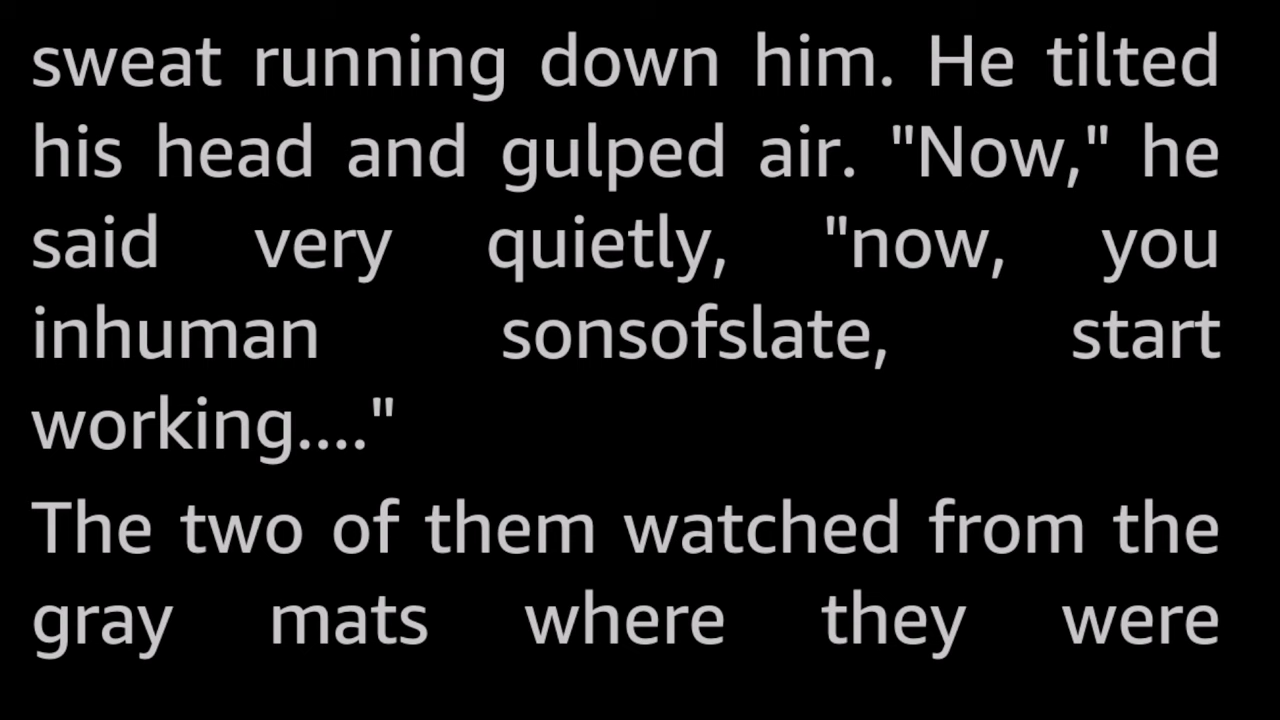 sweat running down him. He tilted
his head and gulped air. "Now," he
said very quietly, "now, you
inhuman sonsofslate, start
working...."
The two of them watched from the
gray mats where they were